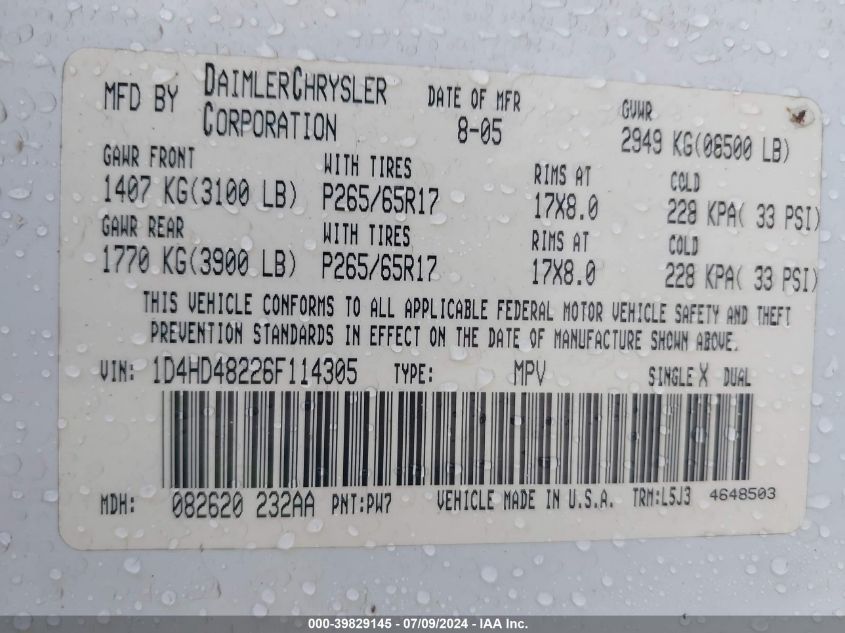 MFD BY DAIMLERCHRYSLER CORPORATION DATE OF MFR 8-05 GVWR 2949 KG(06500 LB)
GAWR FRONT WITH TIRES RIMS AT COLD
1407 KG(3100 LB) P265/65R17 17X8.0 228 KPA( 33 PSI)
GAWR REAR WITH TIRES RIMS AT COLD
1770 KG(3900 LB) P265/65R17 17X8.0 228 KPA( 33 PSI)
THIS VEHICLE CONFORMS TO ALL APPLICABLE FEDERAL MOTOR VEHICLE SAFETY AND THEFT
PREVENTION STANDARDS IN EFFECT ON THE DATE OF MANUFACTURE SHOWN ABOVE.
VIN: 1D4HD48226F114305 TYPE: MPV SINGLE X DUAL
MDH: 082620 232AA PNT:PW7 VEHICLE MADE IN U.S.A. TRM:L5J3 4648503
000-39829145 - 07/09/2024 - IAA Inc.